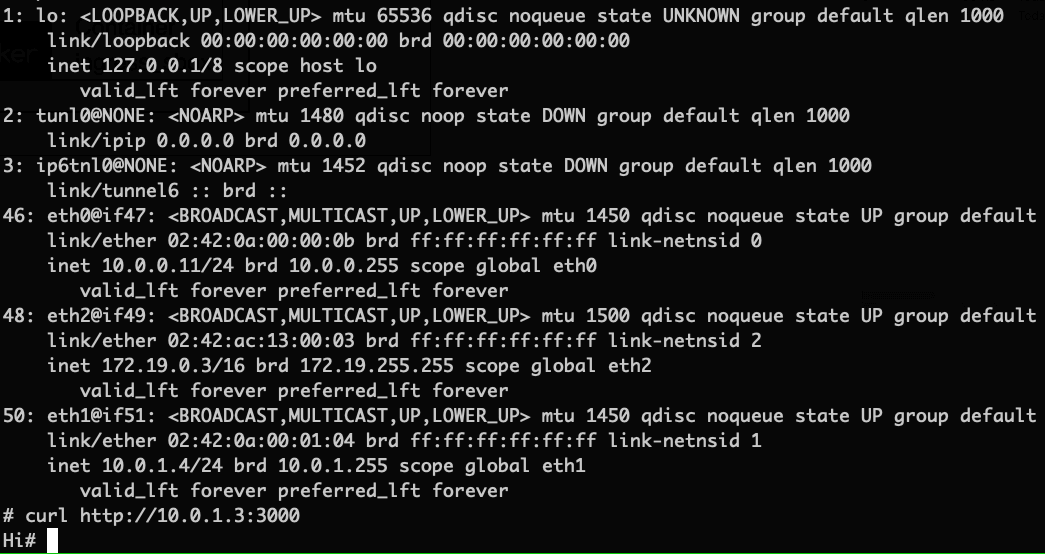 1: lo: <LOOPBACK,UP,LOWER_UP> mtu 65536 qdisc noqueue state UNKNOWN group default qlen 1000
    link/loopback 00:00:00:00:00:00 brd 00:00:00:00:00:00
    inet 127.0.0.1/8 scope host lo
       valid_lft forever preferred_lft forever
2: tunl0@NONE: <NOARP> mtu 1480 qdisc noop state DOWN group default qlen 1000
    link/ipip 0.0.0.0 brd 0.0.0.0
3: ip6tnl0@NONE: <NOARP> mtu 1452 qdisc noop state DOWN group default qlen 1000
    link/tunnel6 :: brd ::
46: eth0@if47: <BROADCAST,MULTICAST,UP,LOWER_UP> mtu 1450 qdisc noqueue state UP group default
    link/ether 02:42:0a:00:00:0b brd ff:ff:ff:ff:ff:ff link-netnsid 0
    inet 10.0.0.11/24 brd 10.0.0.255 scope global eth0
       valid_lft forever preferred_lft forever
48: eth2@if49: <BROADCAST,MULTICAST,UP,LOWER_UP> mtu 1500 qdisc noqueue state UP group default
    link/ether 02:42:ac:13:00:03 brd ff:ff:ff:ff:ff:ff link-netnsid 2
    inet 172.19.0.3/16 brd 172.19.255.255 scope global eth2
       valid_lft forever preferred_lft forever
50: eth1@if51: <BROADCAST,MULTICAST,UP,LOWER_UP> mtu 1450 qdisc noqueue state UP group default
    link/ether 02:42:0a:00:01:04 brd ff:ff:ff:ff:ff:ff link-netnsid 1
    inet 10.0.1.4/24 brd 10.0.1.255 scope global eth1
       valid_lft forever preferred_lft forever
# curl http://10.0.1.3:3000
Hi#